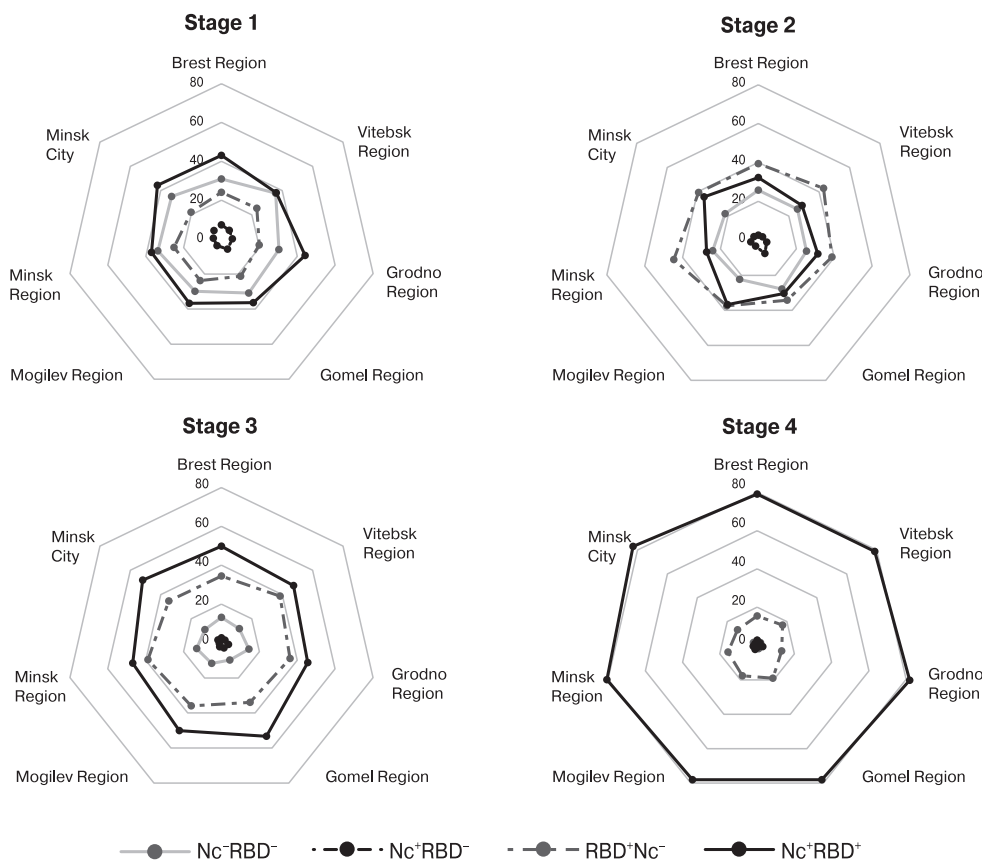 Stage 1
Brest Region
80
60
40
20
0
Vitebsk
Region
Grodno
Region
Gomel Region
Mogilev Region
Minsk
Region
Minsk
City
Stage 2
Brest Region
80
60
40
20
0
Vitebsk
Region
Grodno
Region
Gomel Region
Mogilev Region
Minsk
Region
Minsk
City
Stage 3
Brest Region
80
60
40
20
0
Vitebsk
Region
Grodno
Region
Gomel Region
Mogilev Region
Minsk
Region
Minsk
City
Stage 4
Brest Region
80
60
40
20
0
Vitebsk
Region
Grodno
Region
Gomel Region
Mogilev Region
Minsk
Region
Minsk
City
Nc⁻RBD⁻ Nc⁺RBD⁻ RBD⁺Nc⁻ Nc⁺RBD⁺